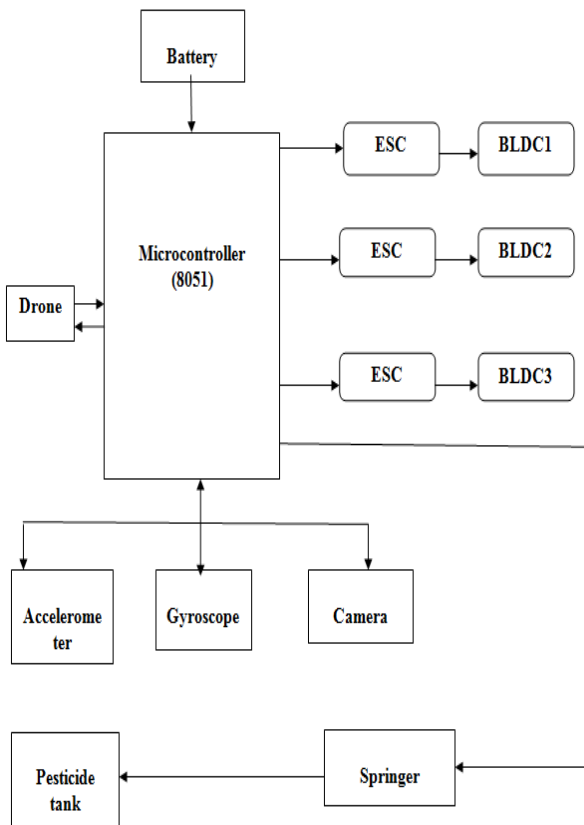 Battery
ESC
BLDC1
Microcontroller
(8051)
ESC
BLDC2
Drone
ESC
BLDC3
Accelerome
ter
Gyroscope
Camera
Pesticide
tank
Springer